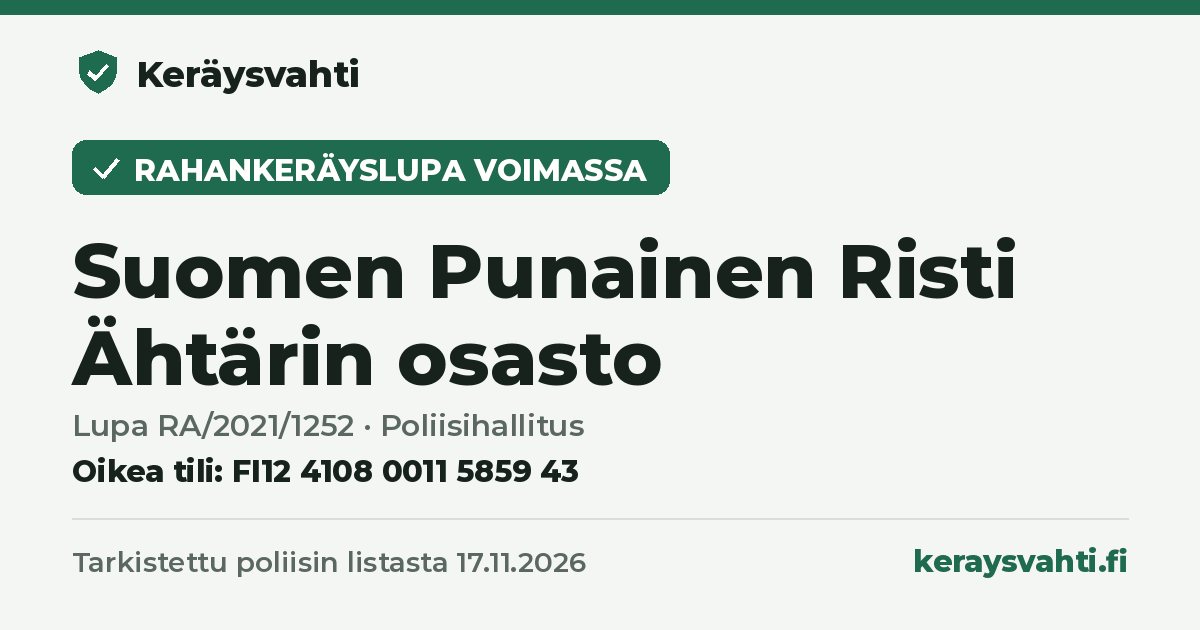 Keräysvahti
RAHANKERÄYSLUPA VOIMASSA
Suomen Punainen Risti
Ähtärin osasto
Lupa RA/2021/1252 · Poliisihallitus
Oikea tili: FI12 4108 0011 5859 43
Tarkistettu poliisin listasta 17.11.2026
keraysvahti.fi